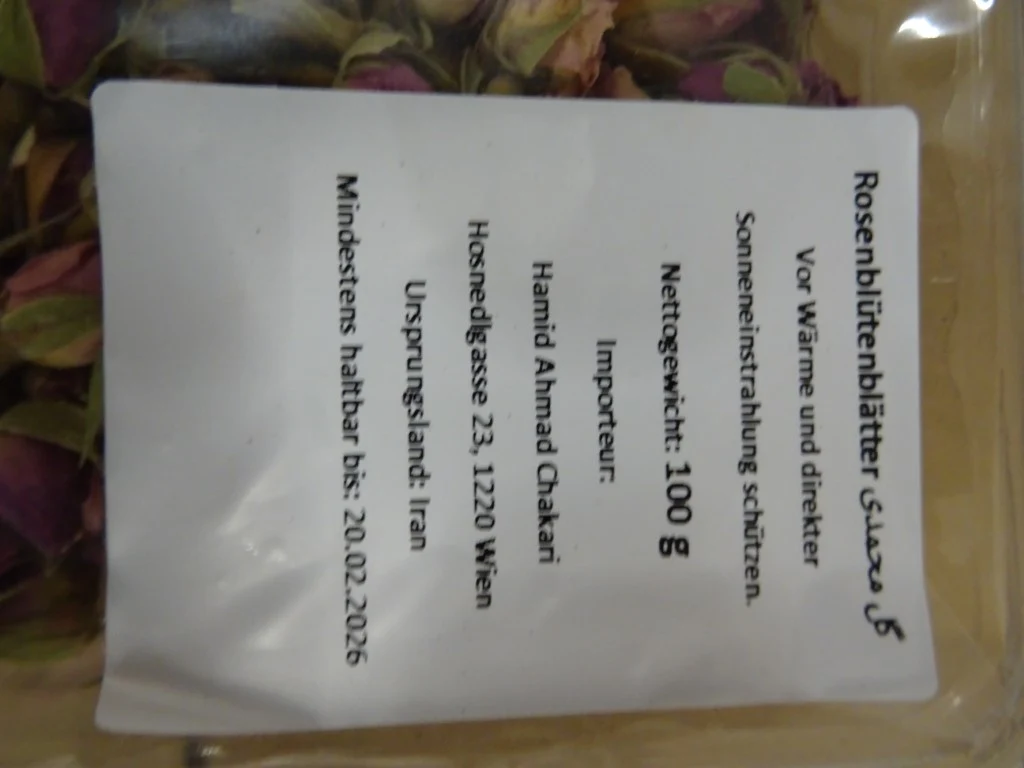 Rosenblütenblätter گل محمدی
Vor Wärme und direkter
Sonneneinstrahlung schützen.
Nettogewicht: 100 g
Importeur:
Hamid Ahmad Chakari
Hosnedlgasse 23, 1220 Wien
Ursprungsland: Iran
Mindestens haltbar bis: 20.02.2026